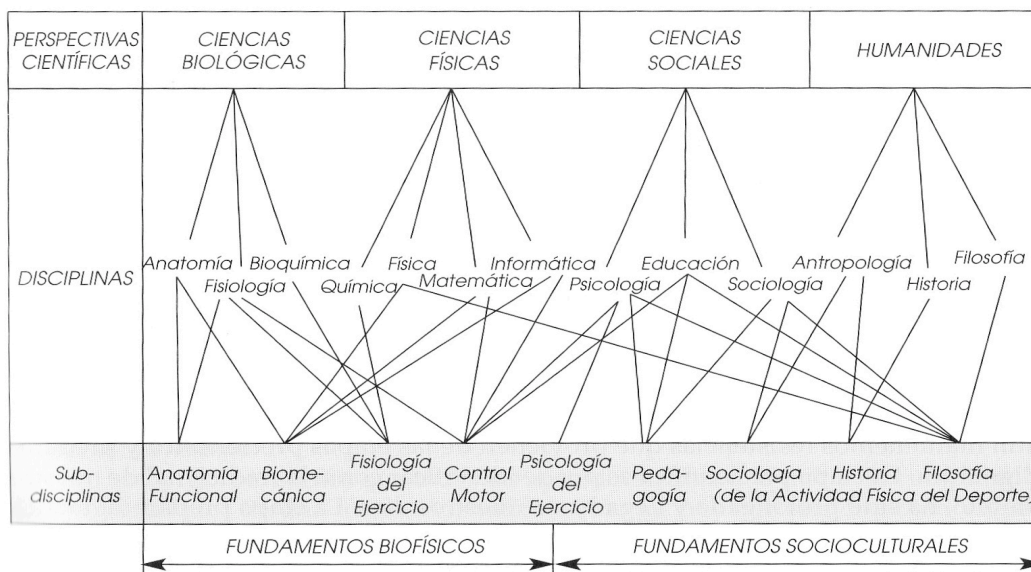 PERSPECTIVAS
CIENTÍFICAS
CIENCIAS
BIOLÓGICAS
CIENCIAS
FÍSICAS
CIENCIAS
SOCIALES
HUMANIDADES
DISCIPLINAS
Anatomía
Bioquímica
Fisiología
Física
Química
Informática
Matemática
Educación
Psicología
Sociología
Antropología
Historia
Filosofía
Sub-
disciplinas
Anatomía
Funcional
Biome-
cánica
Fisiología
del
Ejercicio
Control
Motor
Psicología
del
Ejercicio
Peda-
gogía
Sociología Historia Filosofía
(de la Actividad Física del Deporte)
FUNDAMENTOS BIOFÍSICOS
FUNDAMENTOS SOCIOCULTURALES